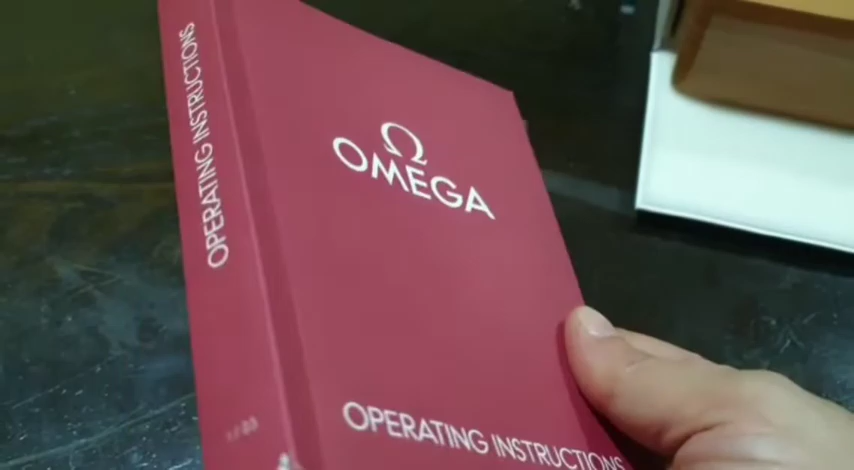 OPERATING INSTRUCTIONS
Ω
OMEGA
OPERATING INSTRUCTIONS